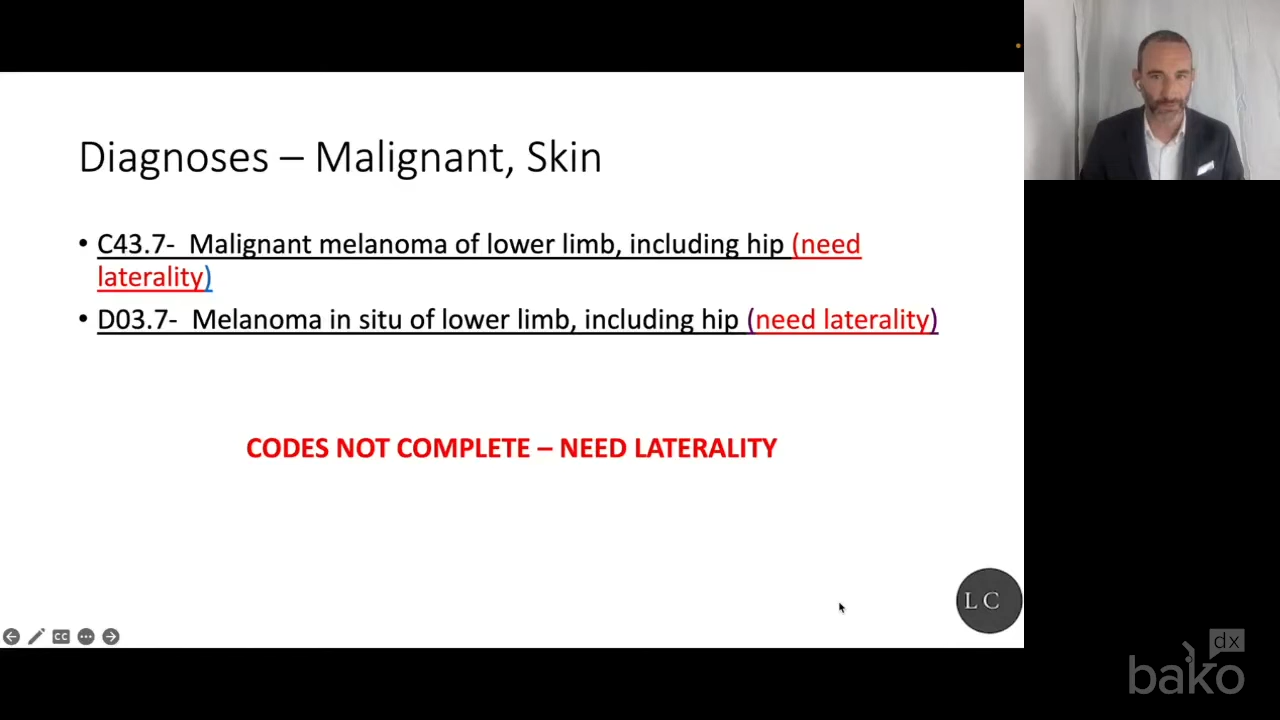 Diagnoses – Malignant, Skin
• C43.7-  Malignant melanoma of lower limb, including hip (need
laterality)
• D03.7-  Melanoma in situ of lower limb, including hip (need laterality)
CODES NOT COMPLETE – NEED LATERALITY
LC
CC
dx
bako